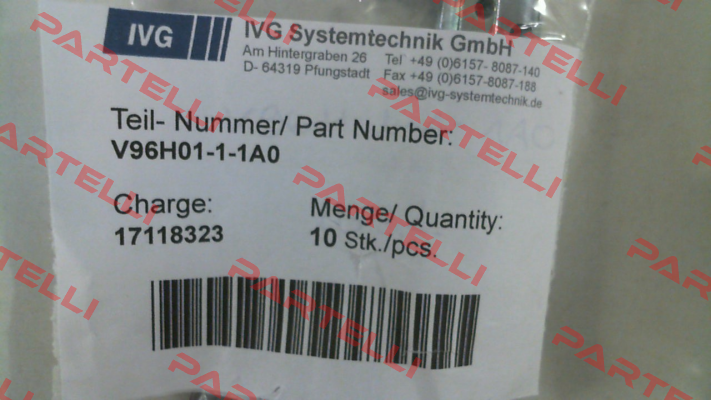 IVG
IVG Systemtechnik GmbH
Am Hintergraben 26 Tel +49 (0)6157- 8087-140
D- 64319 Pfungstadt Fax +49 (0)6157-8087-188
sales@ivg-systemtechnik.de
Teil- Nummer/ Part Number:
V96H01-1-1A0
Charge: Menge/ Quantity:
17118323 10 Stk./pcs.
PARTELLI
PARTELLI
PARTELLI
PARTELLI
PARTELLI
PARTELLI
PARTELLI